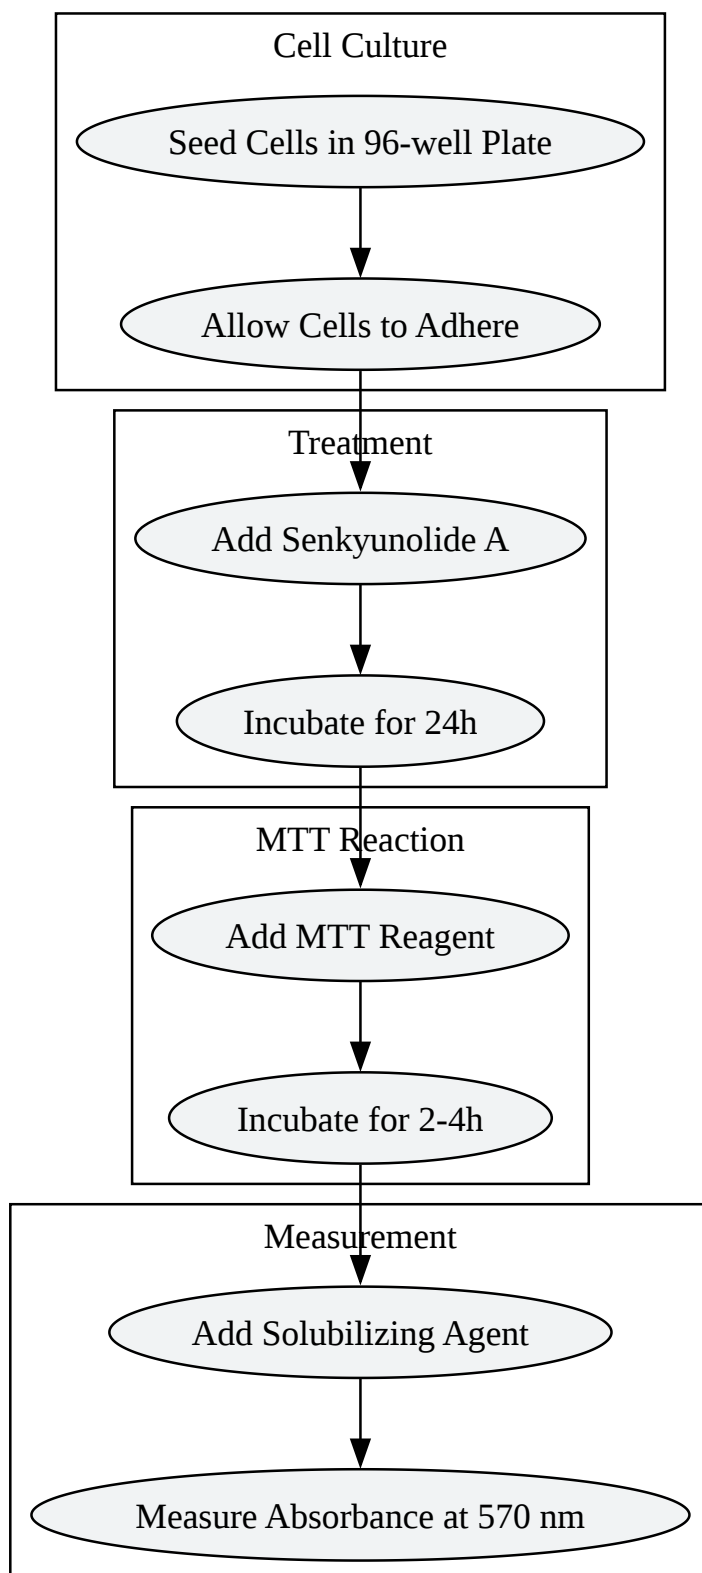 Cell Culture
Seed Cells in 96-well Plate
Allow Cells to Adhere
Treatment
Add Senkyunolide A
Incubate for 24h
MTT Reaction
Add MTT Reagent
Incubate for 2-4h
Measurement
Add Solubilizing Agent
Measure Absorbance at 570 nm